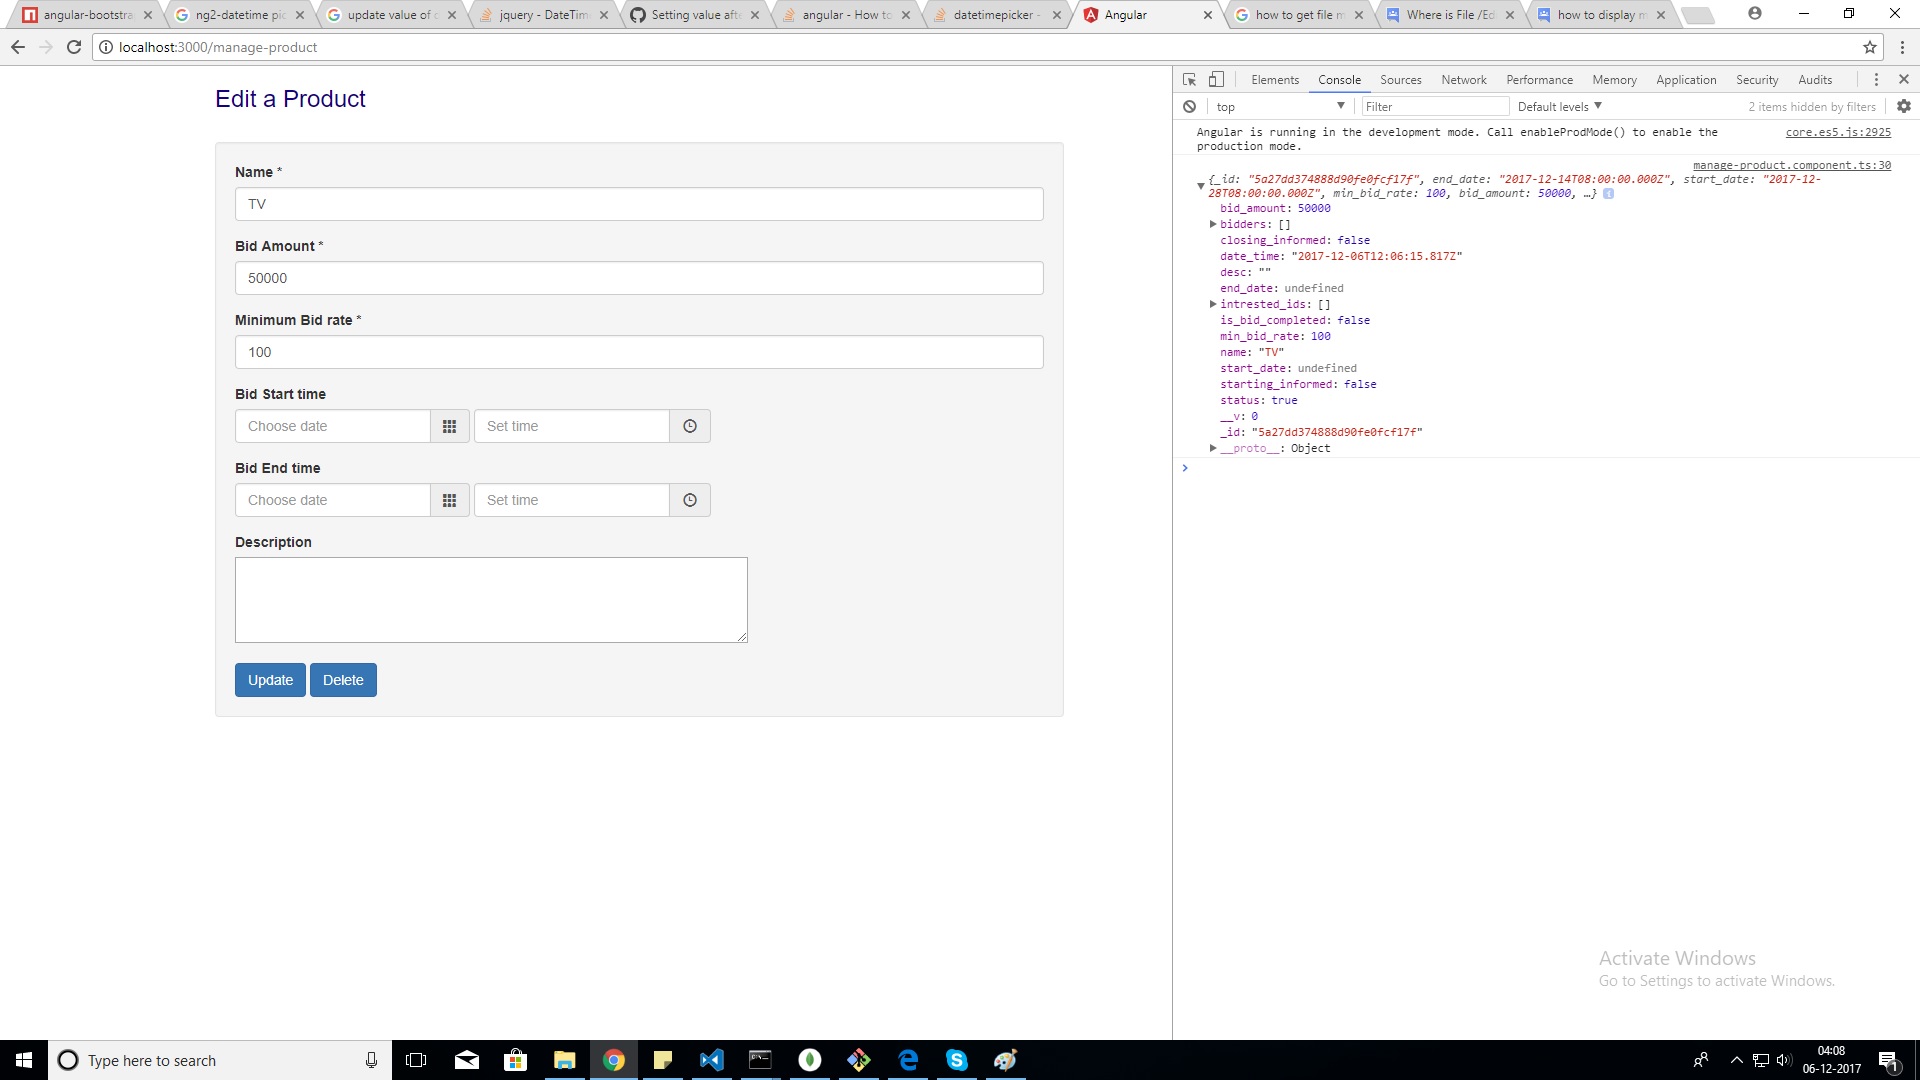 angular-bootstra
ng2-datetime pic
update value of d
jquery - DateTim
Setting value afte
angular - How to
datetimepicker -
Angular
how to get file m
Where is File /Ed
how to display m
localhost:3000/manage-product
Edit a Product
Name *
TV
Bid Amount *
50000
Minimum Bid rate *
100
Bid Start time
Choose date
Set time
Bid End time
Choose date
Set time
Description
Update Delete
Elements Console Sources Network Performance Memory Application Security Audits
top
Filter
Default levels
2 items hidden by filters
Angular is running in the development mode. Call enableProdMode() to enable the core.es5.js:2925
production mode.
manage-product.component.ts:30
{_id: "5a27dd374888d90fe0fcf17f", end_date: "2017-12-14T08:00:00.000Z", start_date: "2017-12-
28T08:00:00.000Z", min_bid_rate: 100, bid_amount: 50000, …}
bid_amount: 50000
bidders: []
closing_informed: false
date_time: "2017-12-06T12:06:15.817Z"
desc: ""
end_date: undefined
intrested_ids: []
is_bid_completed: false
min_bid_rate: 100
name: "TV"
start_date: undefined
starting_informed: false
status: true
__v: 0
_id: "5a27dd374888d90fe0fcf17f"
__proto__: Object
Activate Windows
Go to Settings to activate Windows.
Type here to search
04:08
06-12-2017
1